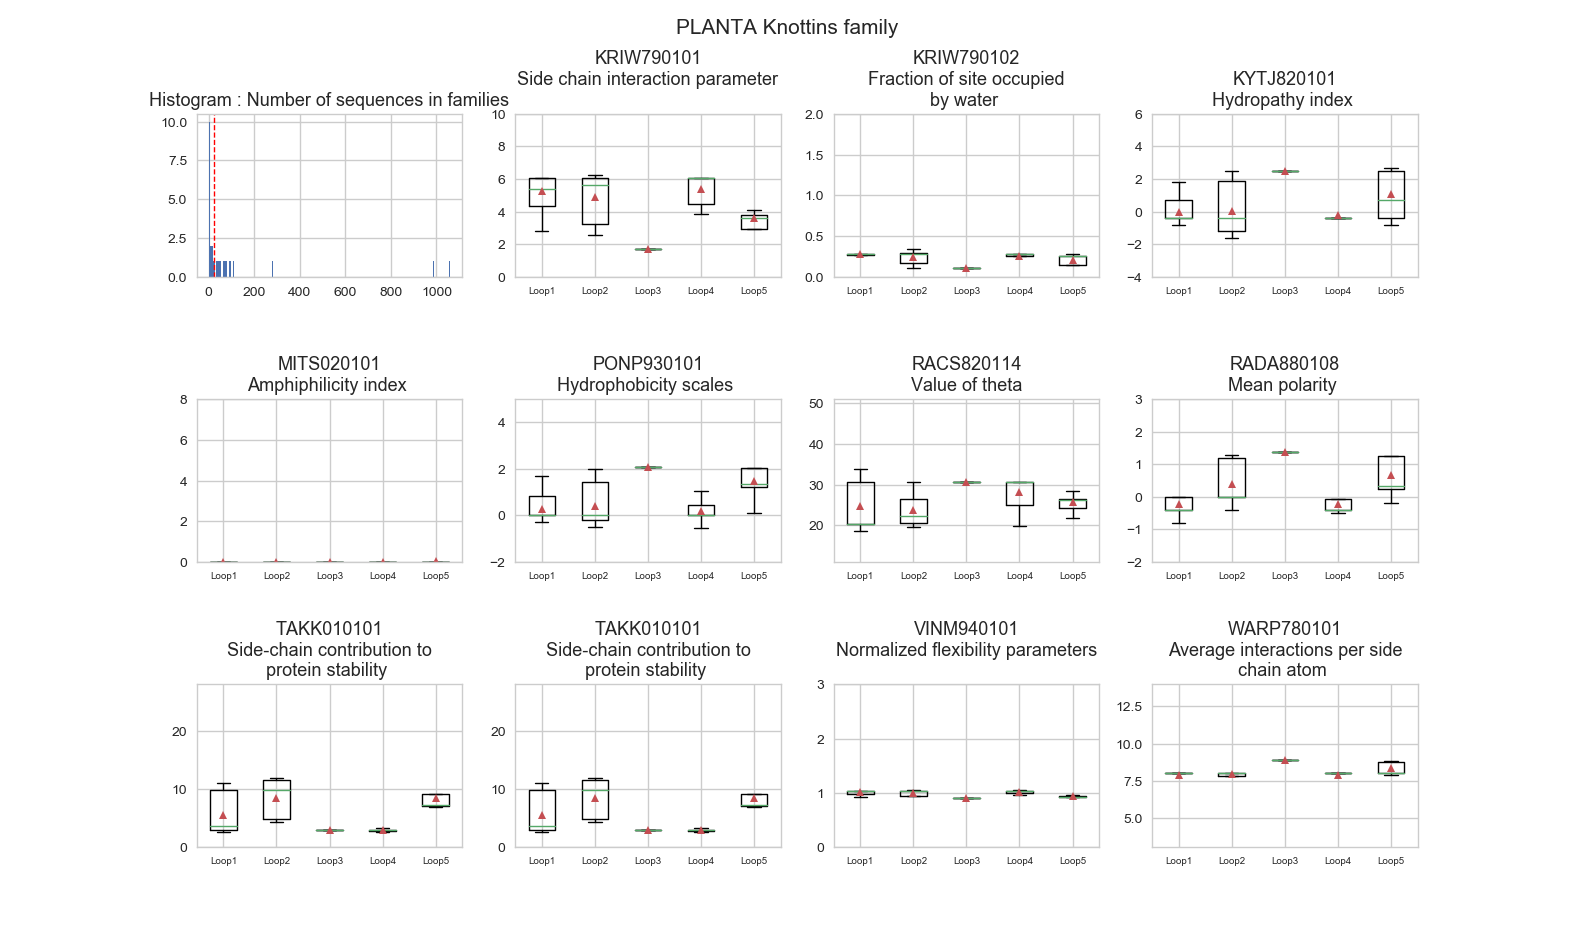 PLANTA Knottins family
Histogram : Number of sequences in families
10.0
7.5
5.0
2.5
0.0
0 200 400 600 800 1000
KRIW790101
Side chain interaction parameter
10
8
6
4
2
0
Loop1 Loop2 Loop3 Loop4 Loop5
KRIW790102
Fraction of site occupied
by water
2.0
1.5
1.0
0.5
0.0
Loop1 Loop2 Loop3 Loop4 Loop5
KYTJ820101
Hydropathy index
6
4
2
0
−2
−4
Loop1 Loop2 Loop3 Loop4 Loop5
MITS020101
Amphiphilicity index
8
6
4
2
0
Loop1 Loop2 Loop3 Loop4 Loop5
PONP930101
Hydrophobicity scales
4
2
0
−2
Loop1 Loop2 Loop3 Loop4 Loop5
RACS820114
Value of theta
50
40
30
20
Loop1 Loop2 Loop3 Loop4 Loop5
RADA880108
Mean polarity
3
2
1
0
−1
−2
Loop1 Loop2 Loop3 Loop4 Loop5
TAKK010101
Side-chain contribution to
protein stability
20
10
0
Loop1 Loop2 Loop3 Loop4 Loop5
TAKK010101
Side-chain contribution to
protein stability
20
10
0
Loop1 Loop2 Loop3 Loop4 Loop5
VINM940101
Normalized flexibility parameters
3
2
1
0
Loop1 Loop2 Loop3 Loop4 Loop5
WARP780101
Average interactions per side
chain atom
12.5
10.0
7.5
5.0
Loop1 Loop2 Loop3 Loop4 Loop5